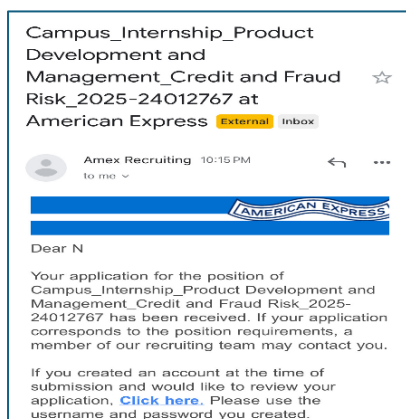 Campus_Internship_Product
Development and
Management_Credit and Fraud
Risk_2025-24012767 at
American Express External Inbox
Amex Recruiting 10:15 PM
to me
AMERICAN EXPRESS
Dear N
Your application for the position of
Campus_Internship_Product Development and
Management_Credit and Fraud Risk_2025-
24012767 has been received. If your application
corresponds to the position requirements, a
member of our recruiting team may contact you.
If you created an account at the time of
submission and would like to review your
application, Click here. Please use the
username and password you created.